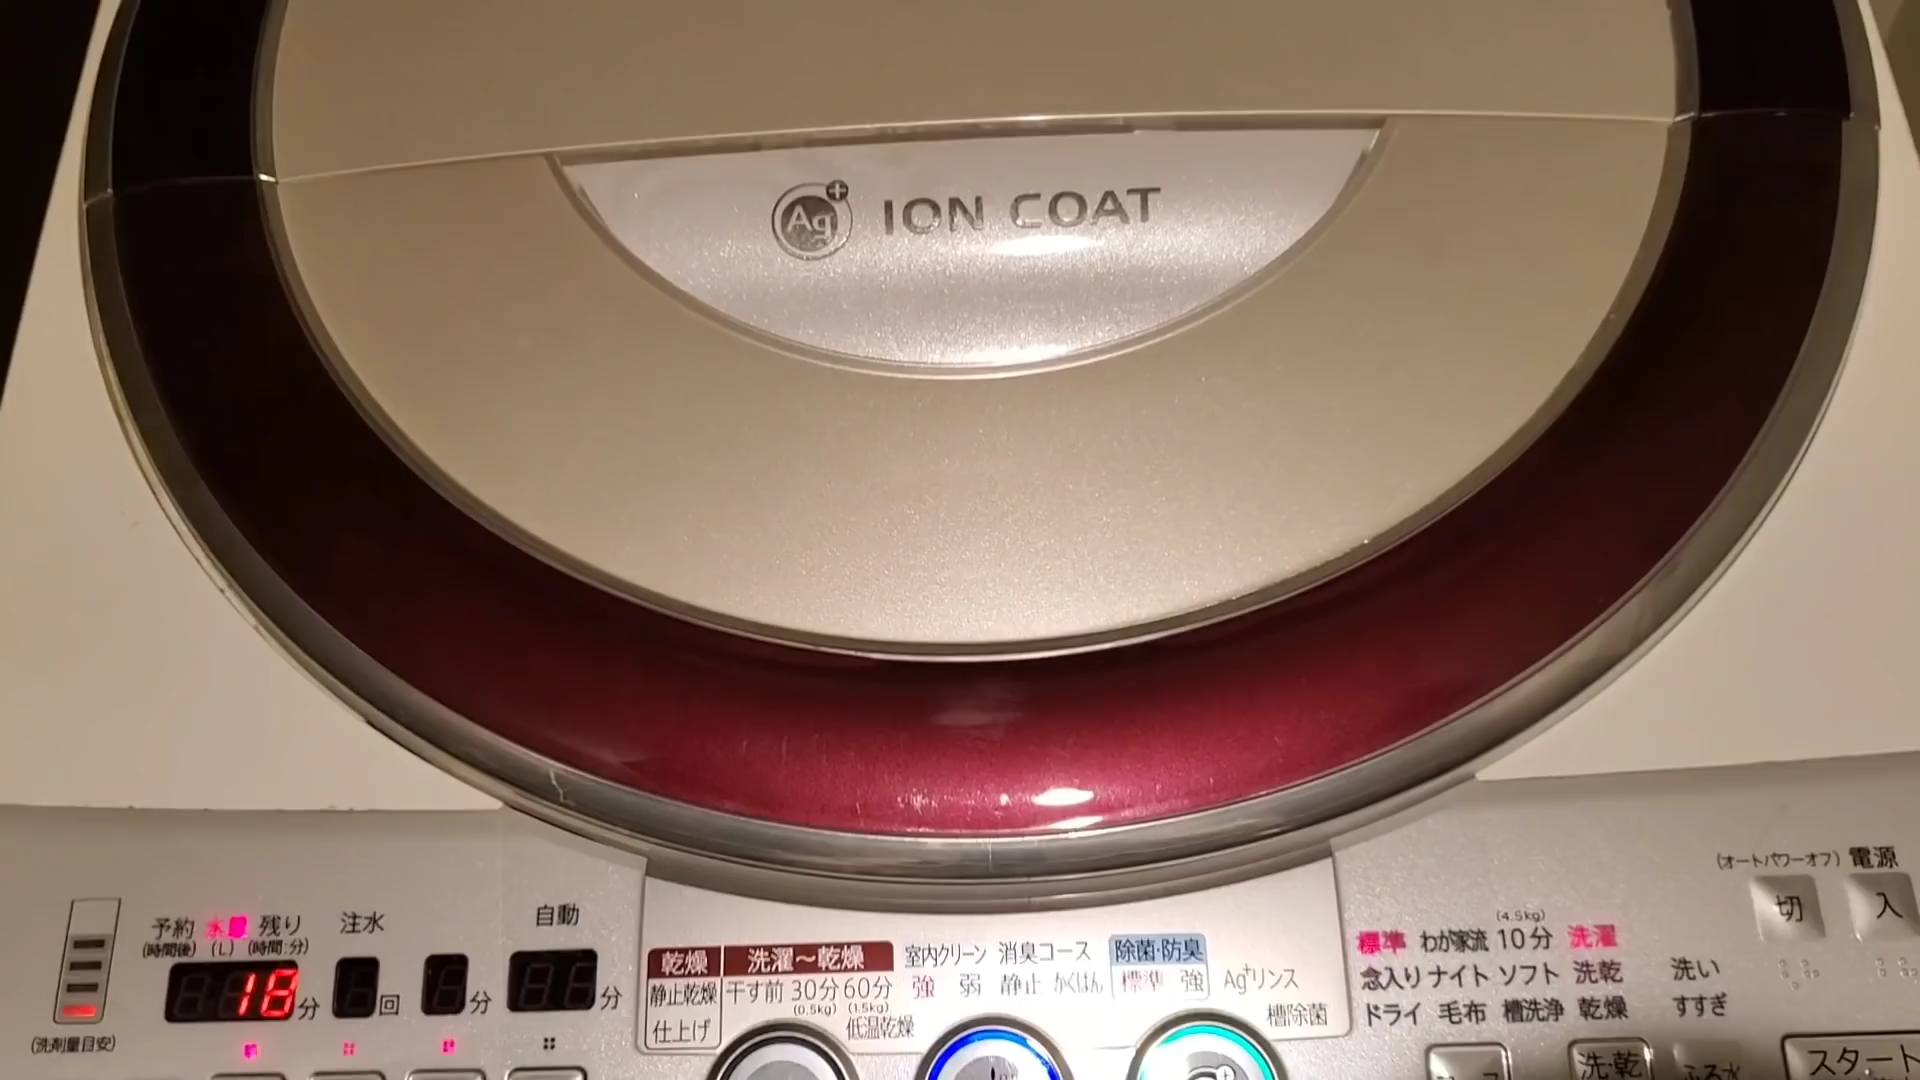 Ag+ ION COAT
(オートパワーオフ) 電源
切 入
予約 水量 残り 注水 自動
(時間後) (L) (時間:分)
18 分 回 分 分
(洗剤量目安)
乾燥 洗濯〜乾燥 室内クリーン 消臭コース 除菌・防臭
静止乾燥 干す前 30分 60分 強 弱 静止 かくはん 標準 強 Ag+リンス
(0.5kg) (1.5kg)
仕上げ 低温乾燥 槽除菌
(4.5kg)
標準 わが家流 10分 洗濯
念入り ナイト ソフト 洗乾 洗い
ドライ 毛布 槽洗浄 乾燥 すすぎ
洗・乾 ふろ水 スタート